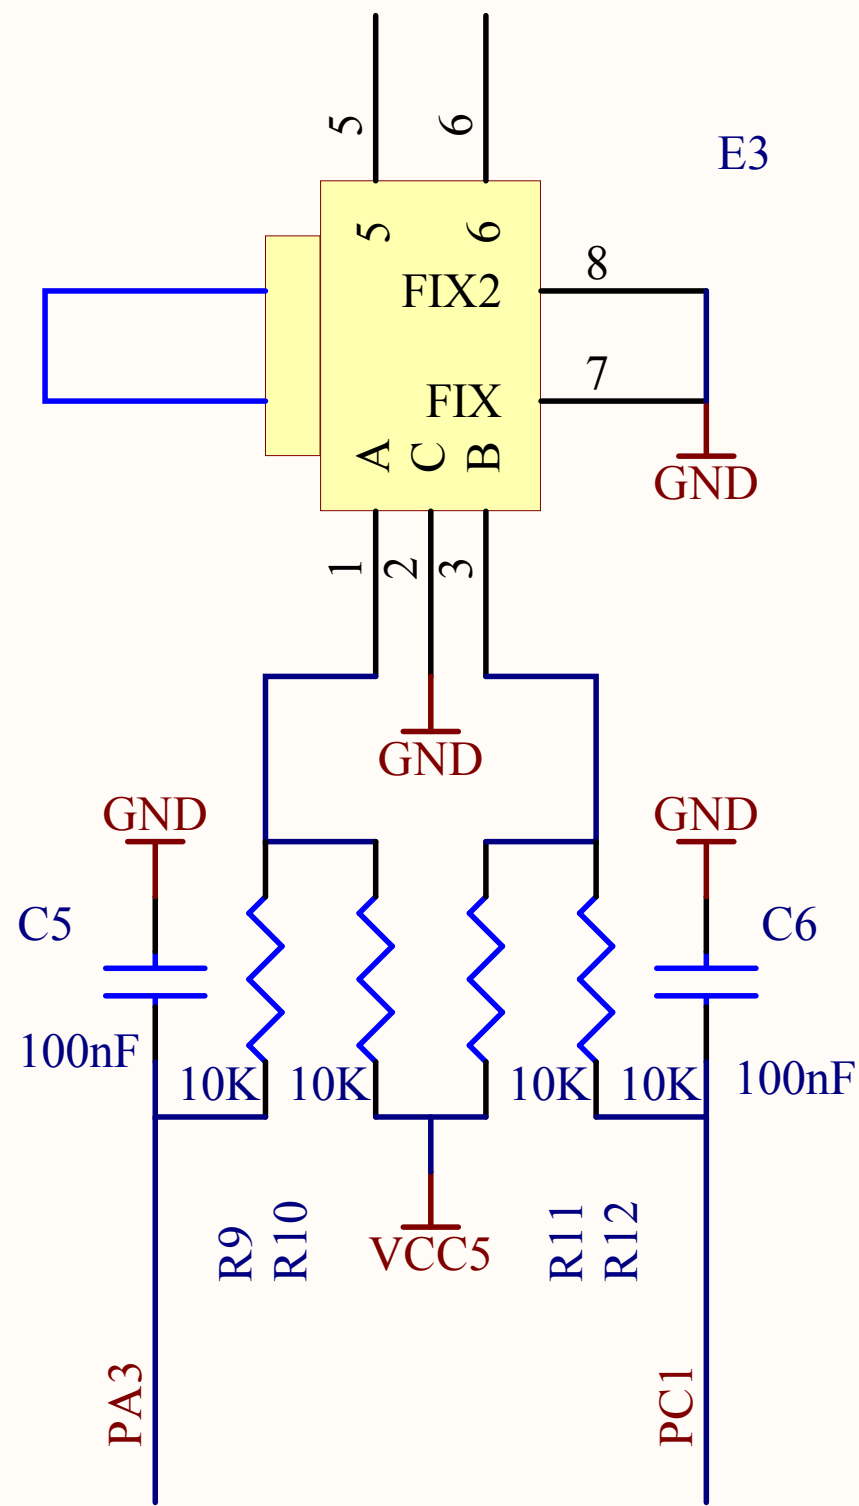 5
6
E3
5
6
8
FIX2
7
FIX
A
C
B
GND
1
2
3
GND
GND
GND
C5
C6
100nF
10K
10K
10K
10K
100nF
R9
R10
R11
R12
VCC5
PA3
PC1